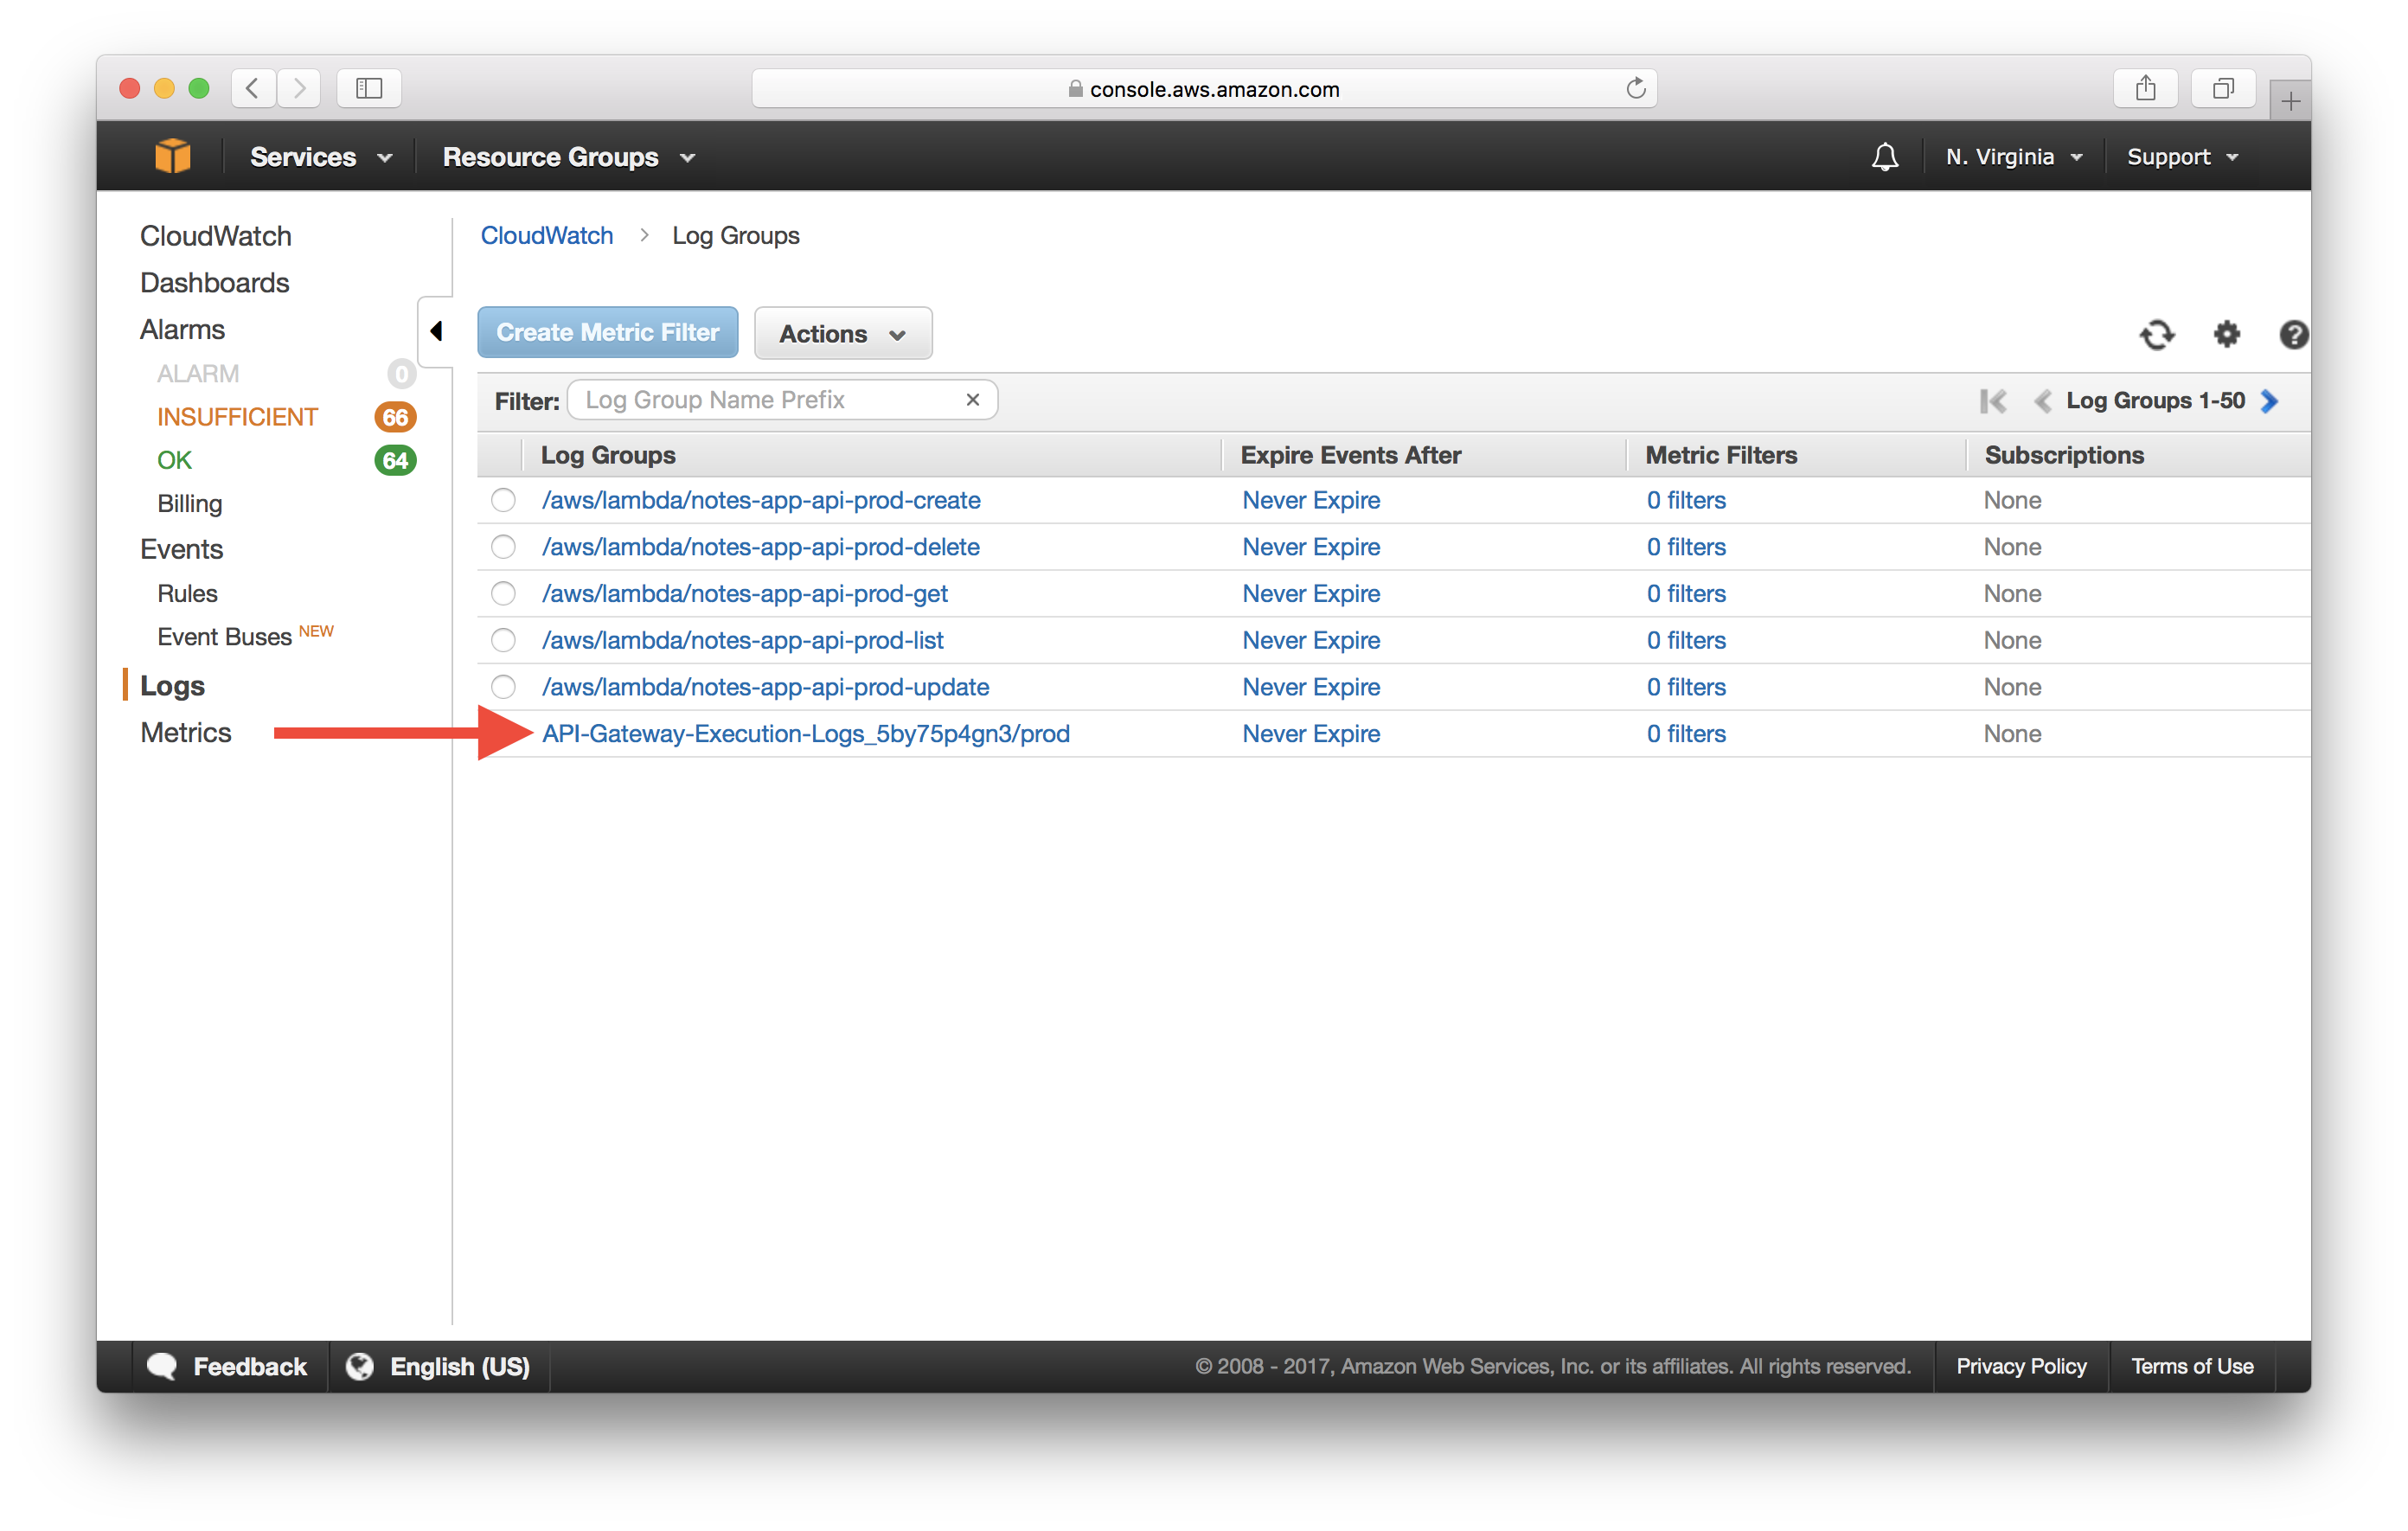 console.aws.amazon.com
Services
Resource Groups
N. Virginia
Support
CloudWatch
Dashboards
Alarms
ALARM 0
INSUFFICIENT 66
OK 64
Billing
Events
Rules
Event Buses NEW
Logs
Metrics
CloudWatch > Log Groups
Create Metric Filter
Actions
Filter: Log Group Name Prefix
Log Groups 1-50
Log Groups Expire Events After Metric Filters Subscriptions
/aws/lambda/notes-app-api-prod-create Never Expire 0 filters None
/aws/lambda/notes-app-api-prod-delete Never Expire 0 filters None
/aws/lambda/notes-app-api-prod-get Never Expire 0 filters None
/aws/lambda/notes-app-api-prod-list Never Expire 0 filters None
/aws/lambda/notes-app-api-prod-update Never Expire 0 filters None
API-Gateway-Execution-Logs_5by75p4gn3/prod Never Expire 0 filters None
Feedback
English (US)
© 2008 - 2017, Amazon Web Services, Inc. or its affiliates. All rights reserved.
Privacy Policy
Terms of Use